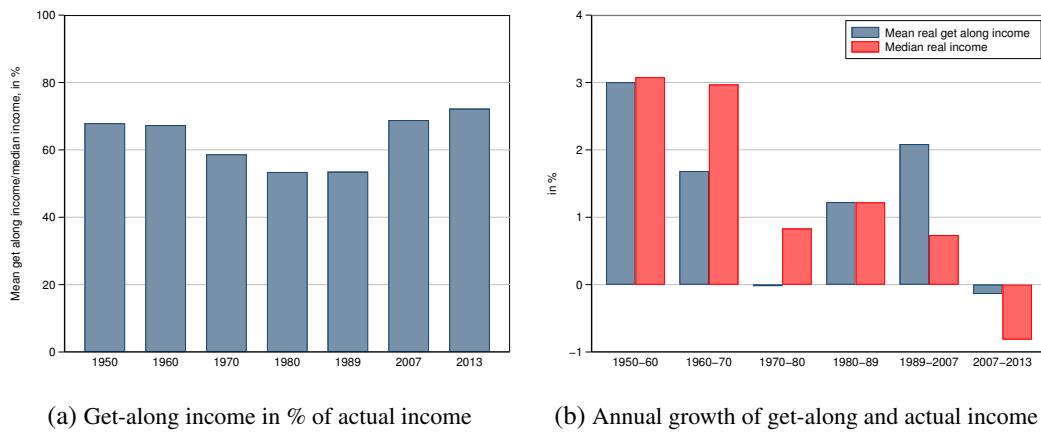 Mean get along income/median income, in %
100
80
60
40
20
0
1950 1960 1970 1980 1989 2007 2013
(a) Get-along income in % of actual income
in %
4
3
2
1
0
−1
Mean real get along income
Median real income
1950−60 1960−70 1970−80 1980−89 1989−2007 2007−2013
(b) Annual growth of get-along and actual income